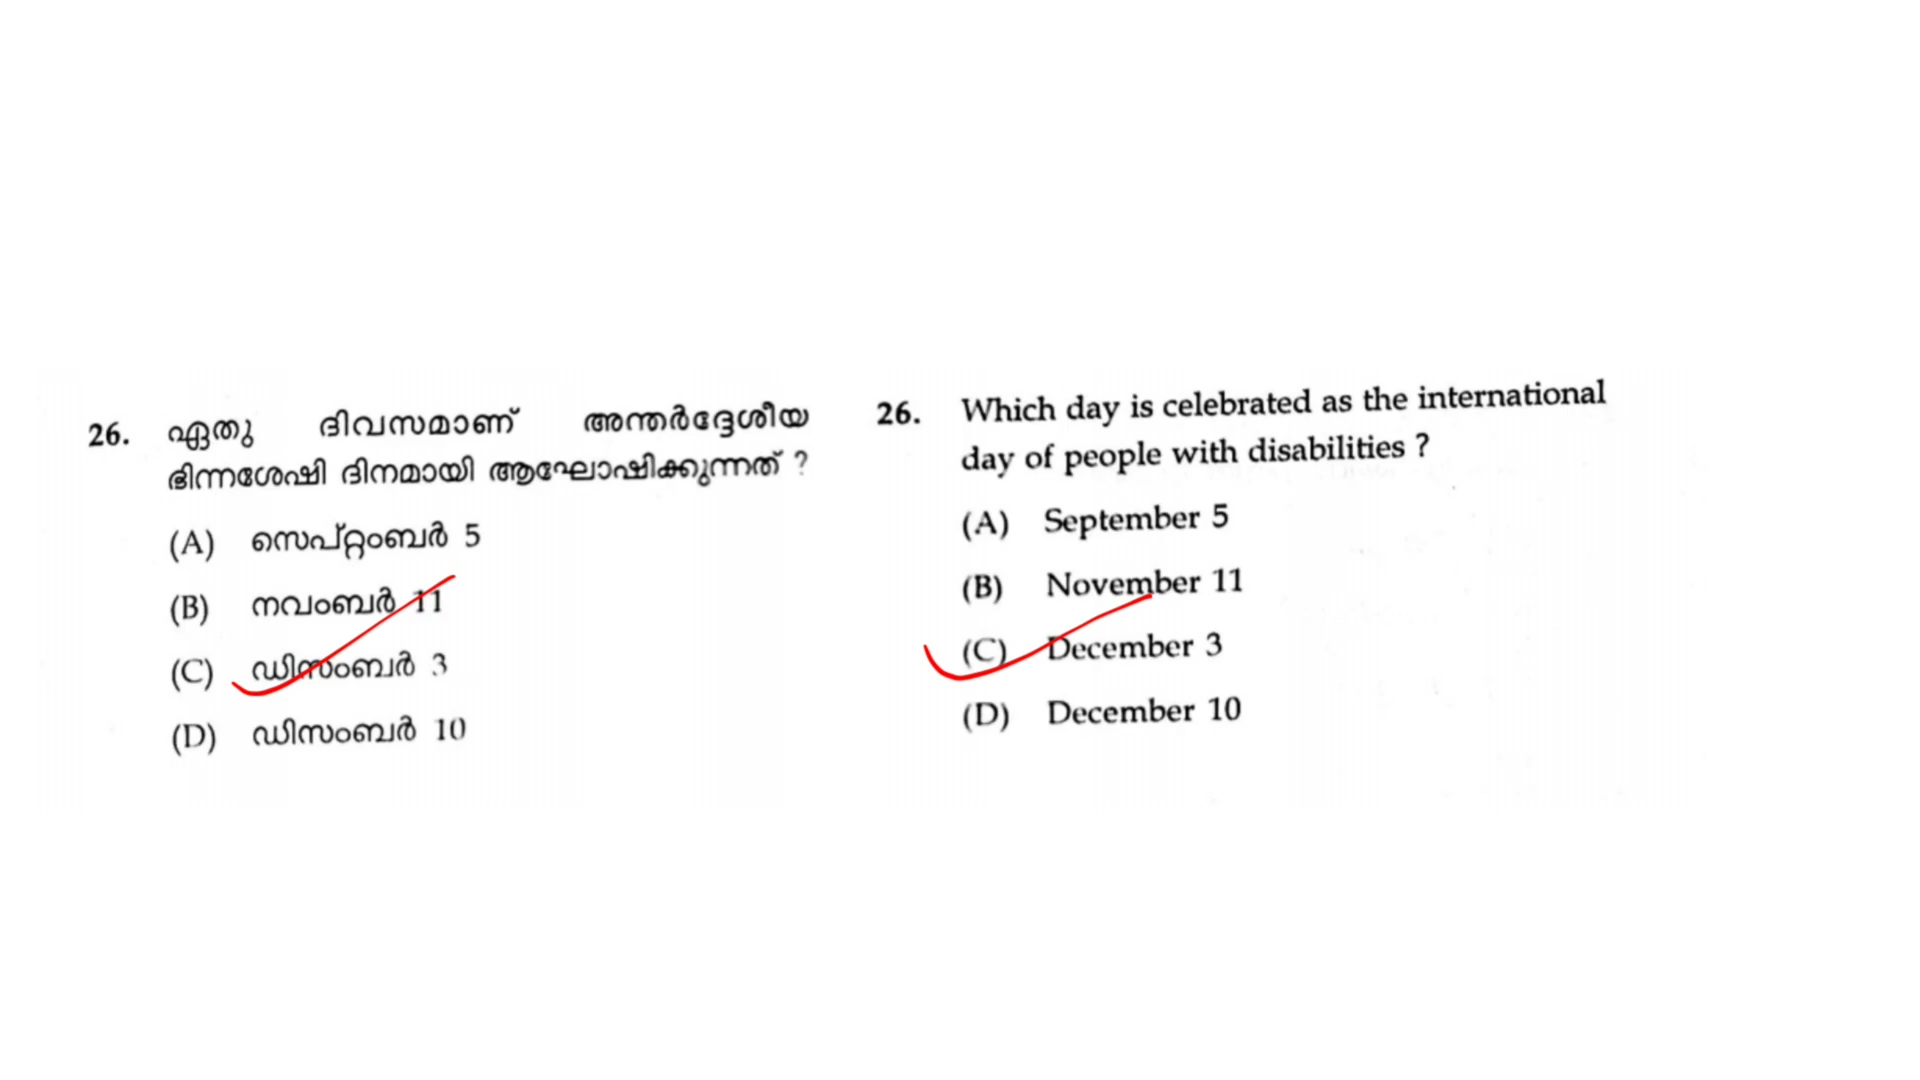 26. ഏതു ദിവസമാണ് അന്തർദ്ദേശീയ
ഭിന്നശേഷി ദിനമായി ആഘോഷിക്കുന്നത് ?
(A) സെപ്റ്റംബർ 5
(B) നവംബർ 11
(C) ഡിസംബർ 3
(D) ഡിസംബർ 10
26. Which day is celebrated as the international
day of people with disabilities ?
(A) September 5
(B) November 11
(C) December 3
(D) December 10